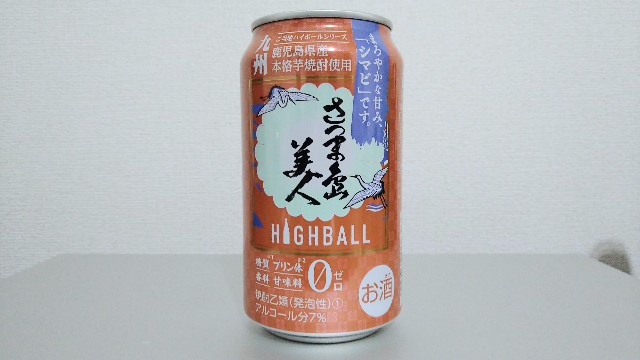 九州
ご当地ハイボールシリーズ
鹿児島県産
本格芋焼酎使用
まろやかな甘み、
「シマビ」です。
さつま島
美人
HIGHBALL
糖質※1 プリン体※2
香料 甘味料
0ゼロ
焼酎乙類(発泡性)①
アルコール分7%
お酒